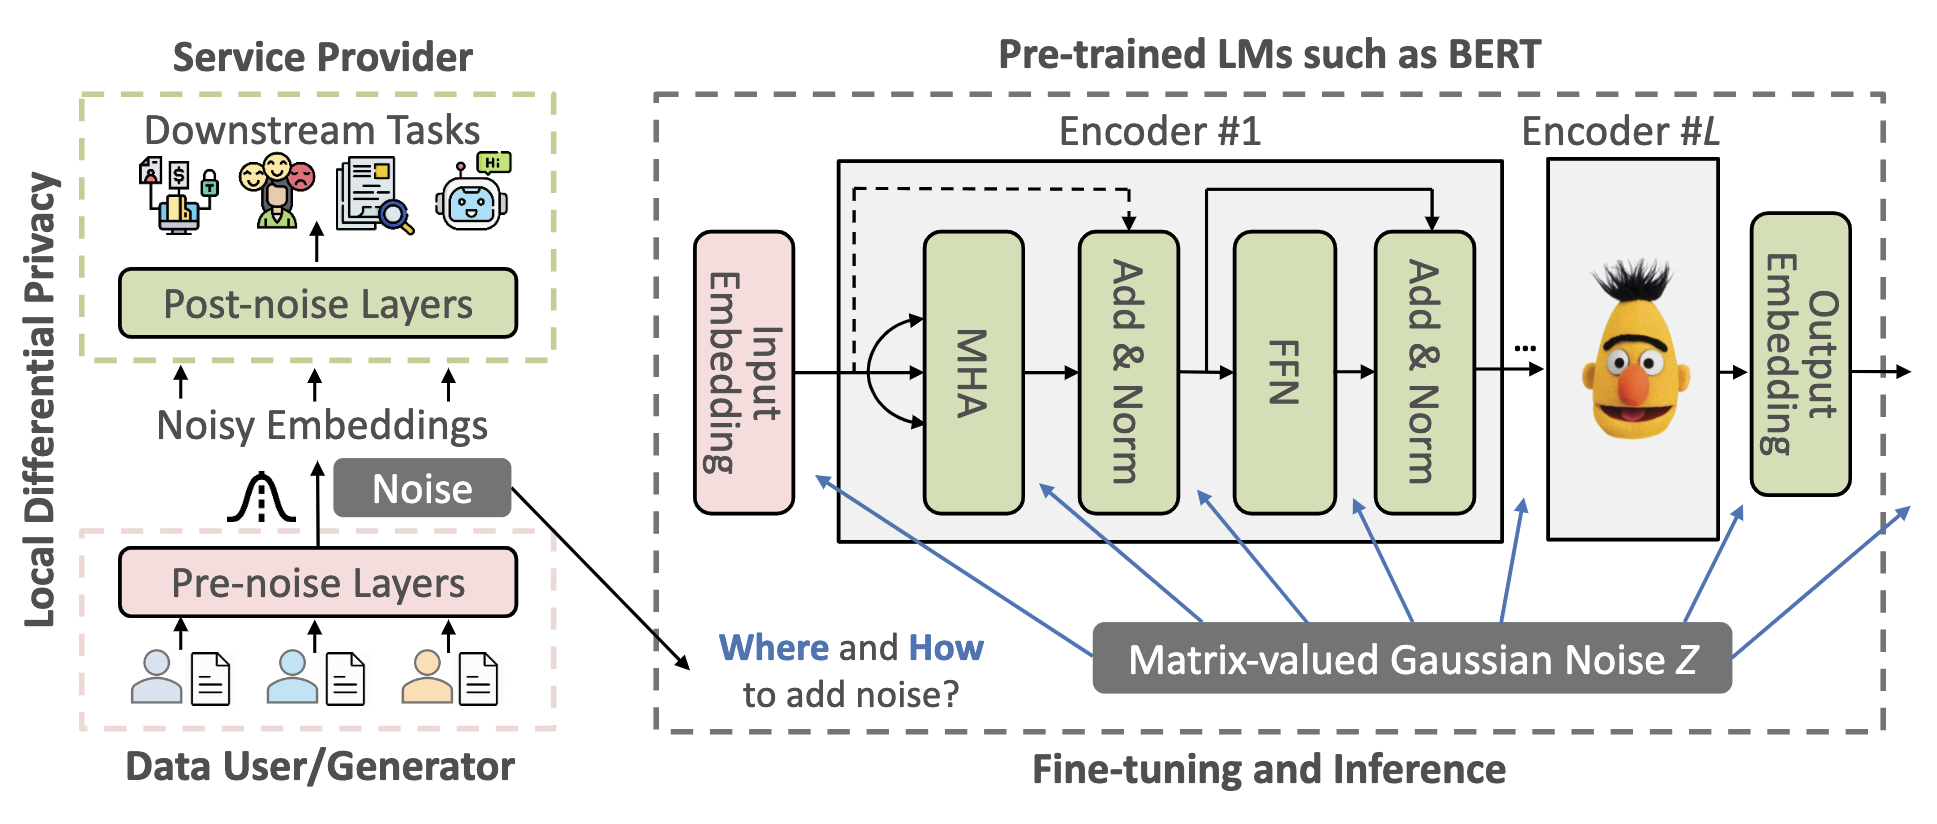 Local Differential Privacy
Service Provider
Downstream Tasks
$
T
Hi
Post-noise Layers
Noisy Embeddings
Noise
Pre-noise Layers
Data User/Generator
Pre-trained LMs such as BERT
Encoder #1
Encoder #L
Input
Embedding
MHA
Add & Norm
FFN
Add & Norm
...
Output
Embedding
Where and How
to add noise?
Matrix-valued Gaussian Noise Z
Fine-tuning and Inference